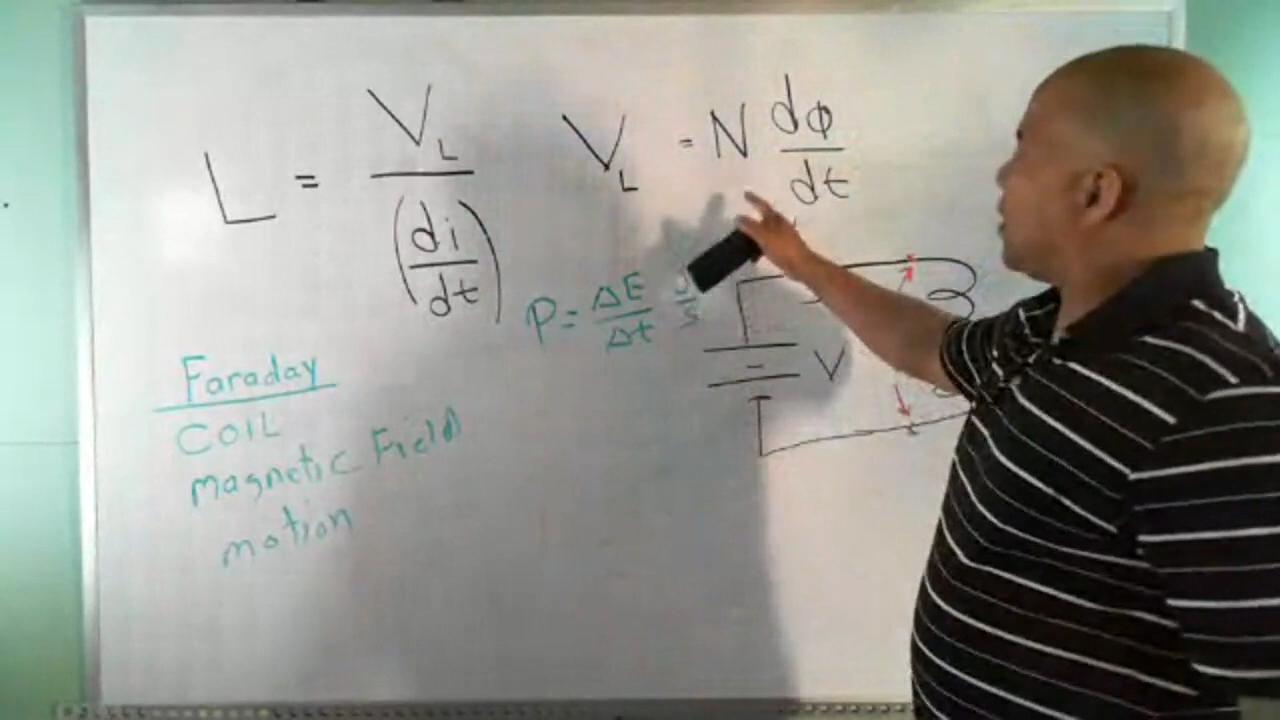 L = V_L / (di/dt)
V_L = N dϕ/dt
P = ΔE/Δt
V
Faraday
COIL
magnetic Field
motion